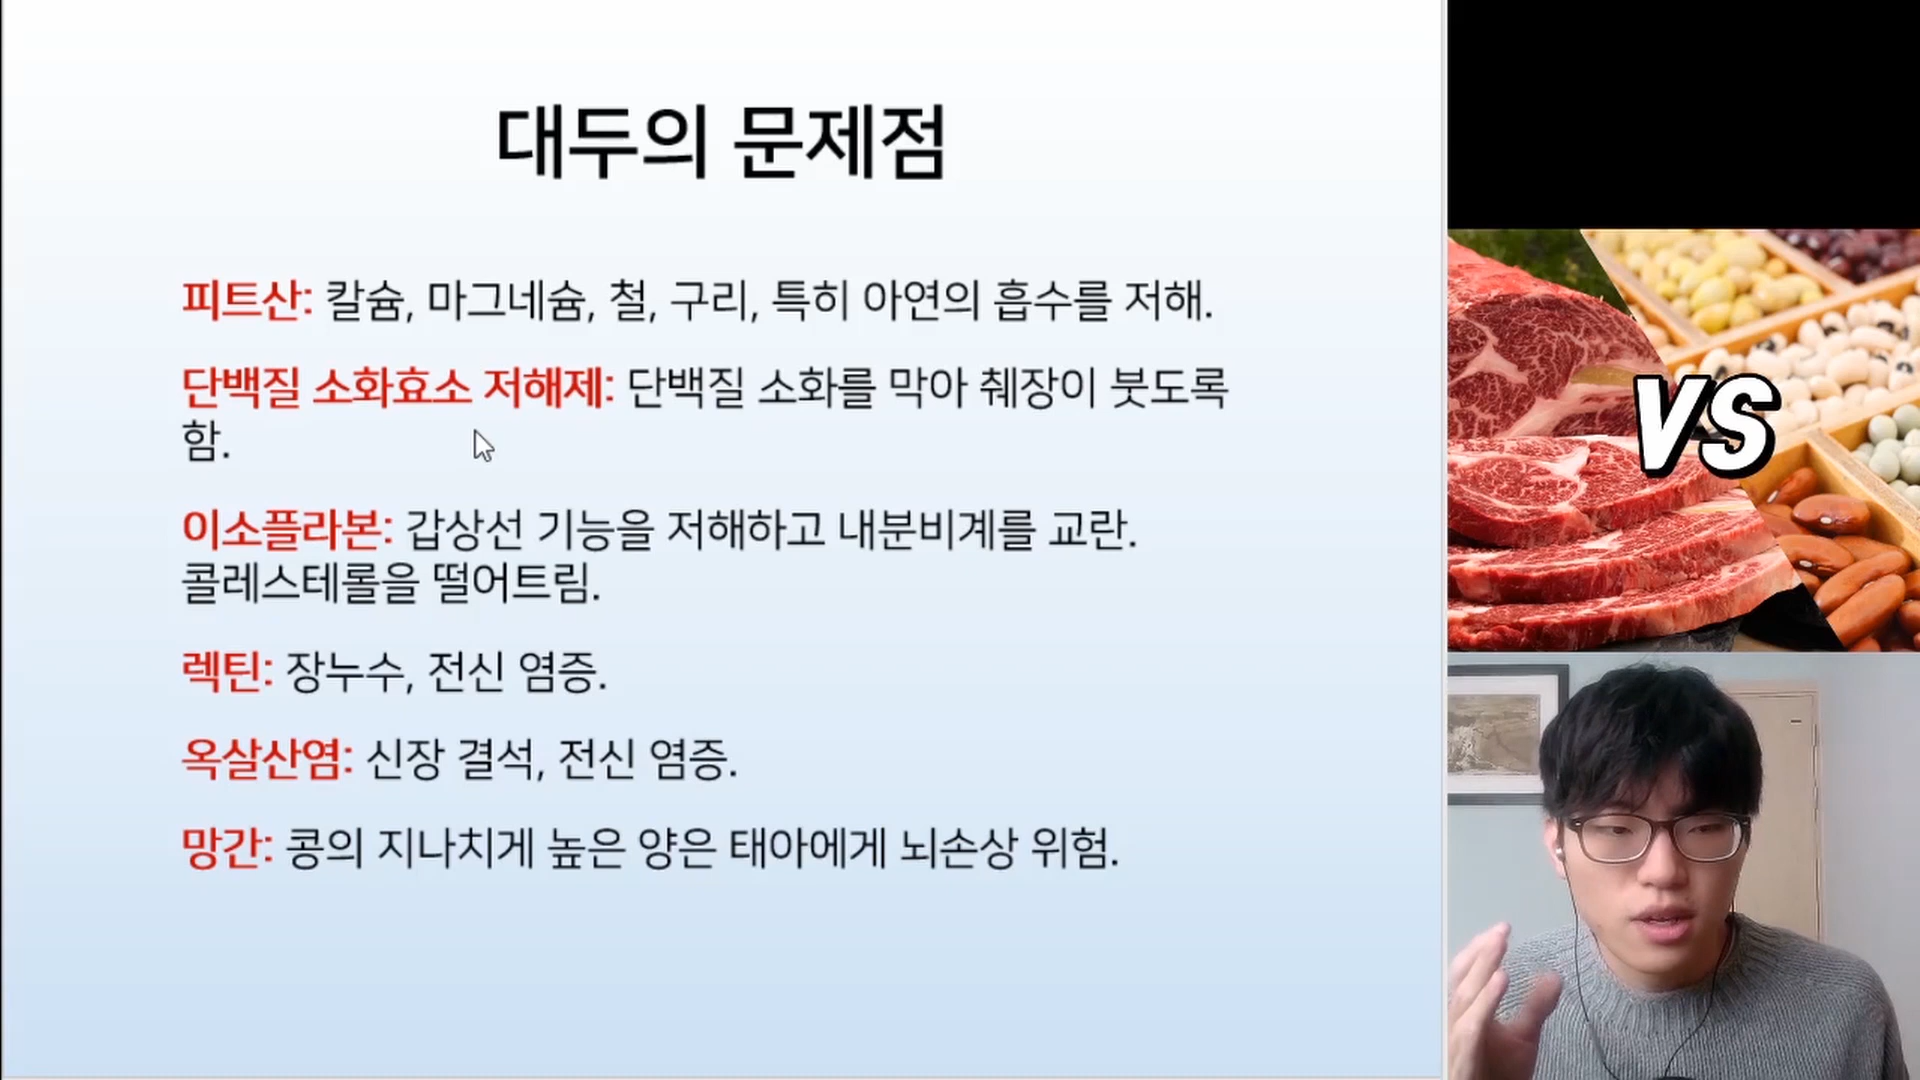 대두의 문제점
피트산: 칼슘, 마그네슘, 철, 구리, 특히 아연의 흡수를 저해.
단백질 소화효소 저해제: 단백질 소화를 막아 췌장이 붓도록
함.
이소플라본: 갑상선 기능을 저해하고 내분비계를 교란.
콜레스테롤을 떨어트림.
렉틴: 장누수, 전신 염증.
옥살산염: 신장 결석, 전신 염증.
망간: 콩의 지나치게 높은 양은 태아에게 뇌손상 위험.
VS